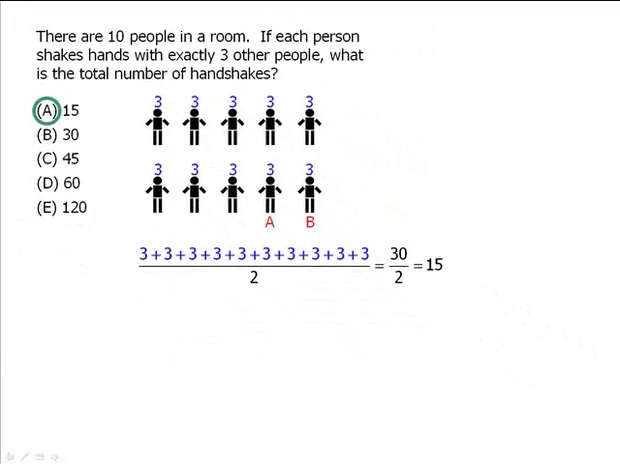 There are 10 people in a room.  If each person
shakes hands with exactly 3 other people, what
is the total number of handshakes?
(A) 15
(B) 30
(C) 45
(D) 60
(E) 120
3 3 3 3 3
3 3 3 3 3
A B
3+3+3+3+3+3+3+3+3+3 / 2 = 30 / 2 = 15